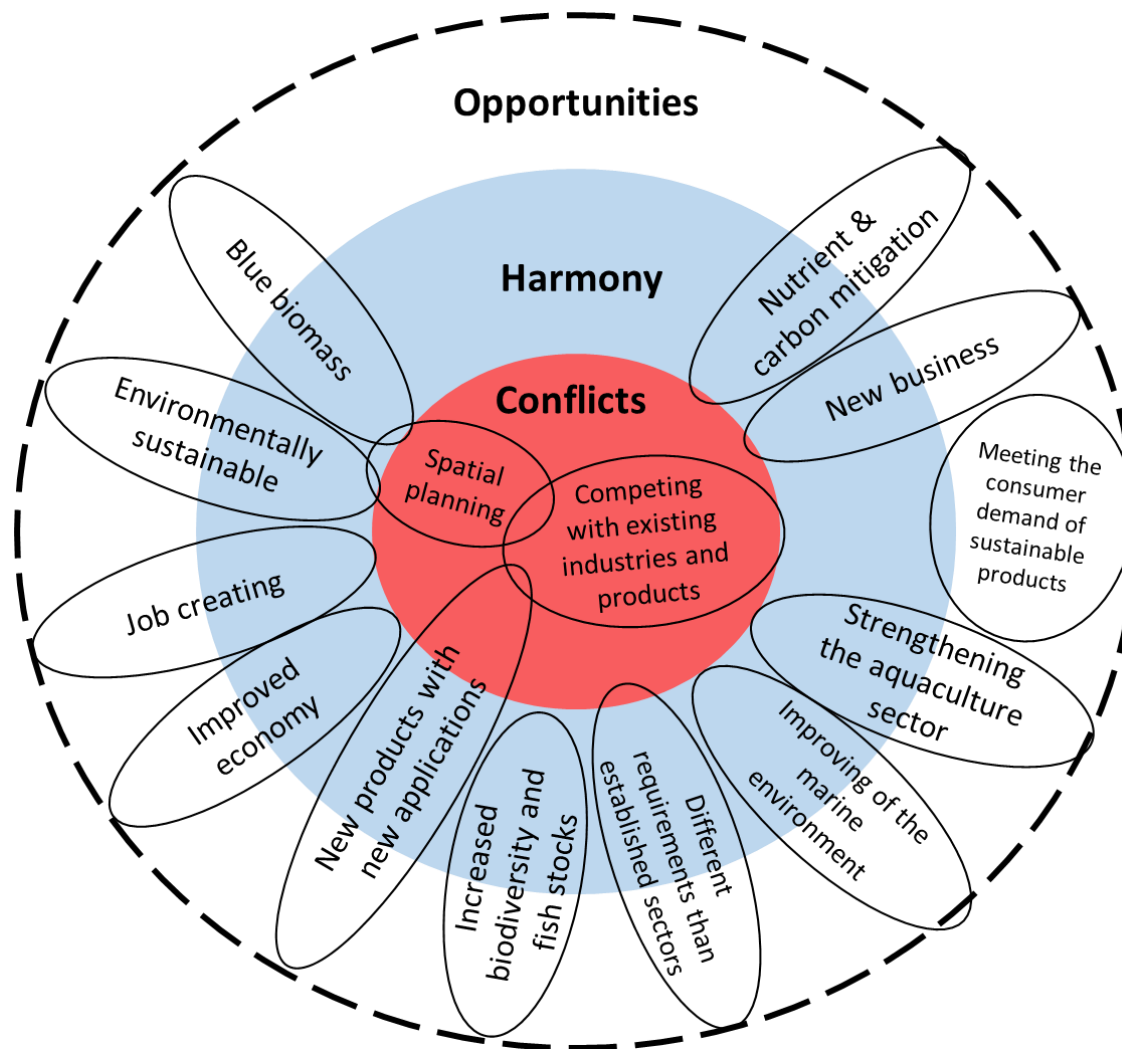 Opportunities
Harmony
Conflicts
Blue biomass
Nutrient &
carbon mitigation
New business
Environmentally
sustainable
Spatial
planning
Competing
with existing
industries and
products
Meeting the
consumer
demand of
sustainable
products
Job creating
Improved
economy
New products with
new applications
Increased
biodiversity and
fish stocks
Different
requirements than
established sectors
Improving of the
marine
environment
Strengthening
the aquaculture
sector